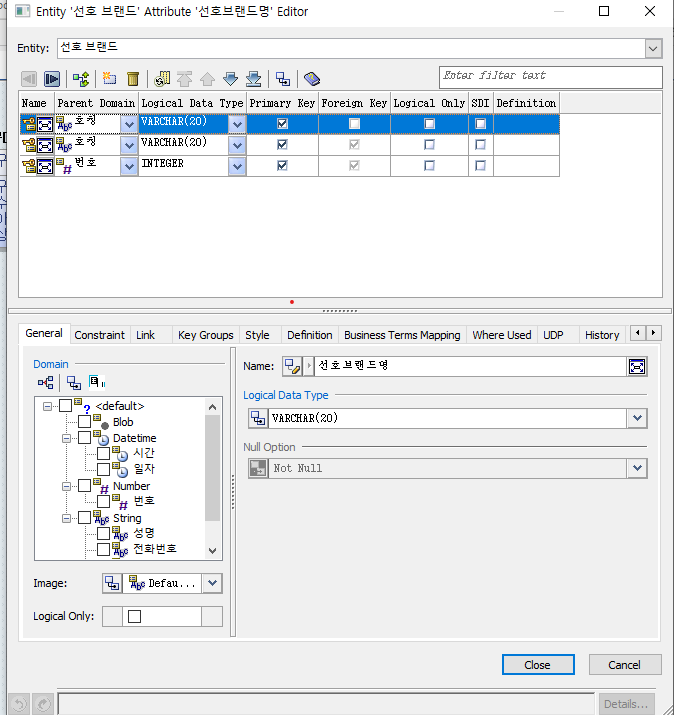 Entity '선호 브랜드' Attribute '선호브랜드명' Editor
Entity: 선호 브랜드
Enter filter text
Name Parent Domain Logical Data Type Primary Key Foreign Key Logical Only SDI Definition
호칭 VARCHAR(20)
호칭 VARCHAR(20)
번호 INTEGER
General Constraint Link Key Groups Style Definition Business Terms Mapping Where Used UDP History
Domain
<default>
Blob
Datetime
시간
일자
Number
번호
String
성명
전화번호
Image: Defau...
Logical Only:
Name: 선호브랜드명
Logical Data Type
VARCHAR(20)
Null Option
Not Null
Close Cancel
Details...